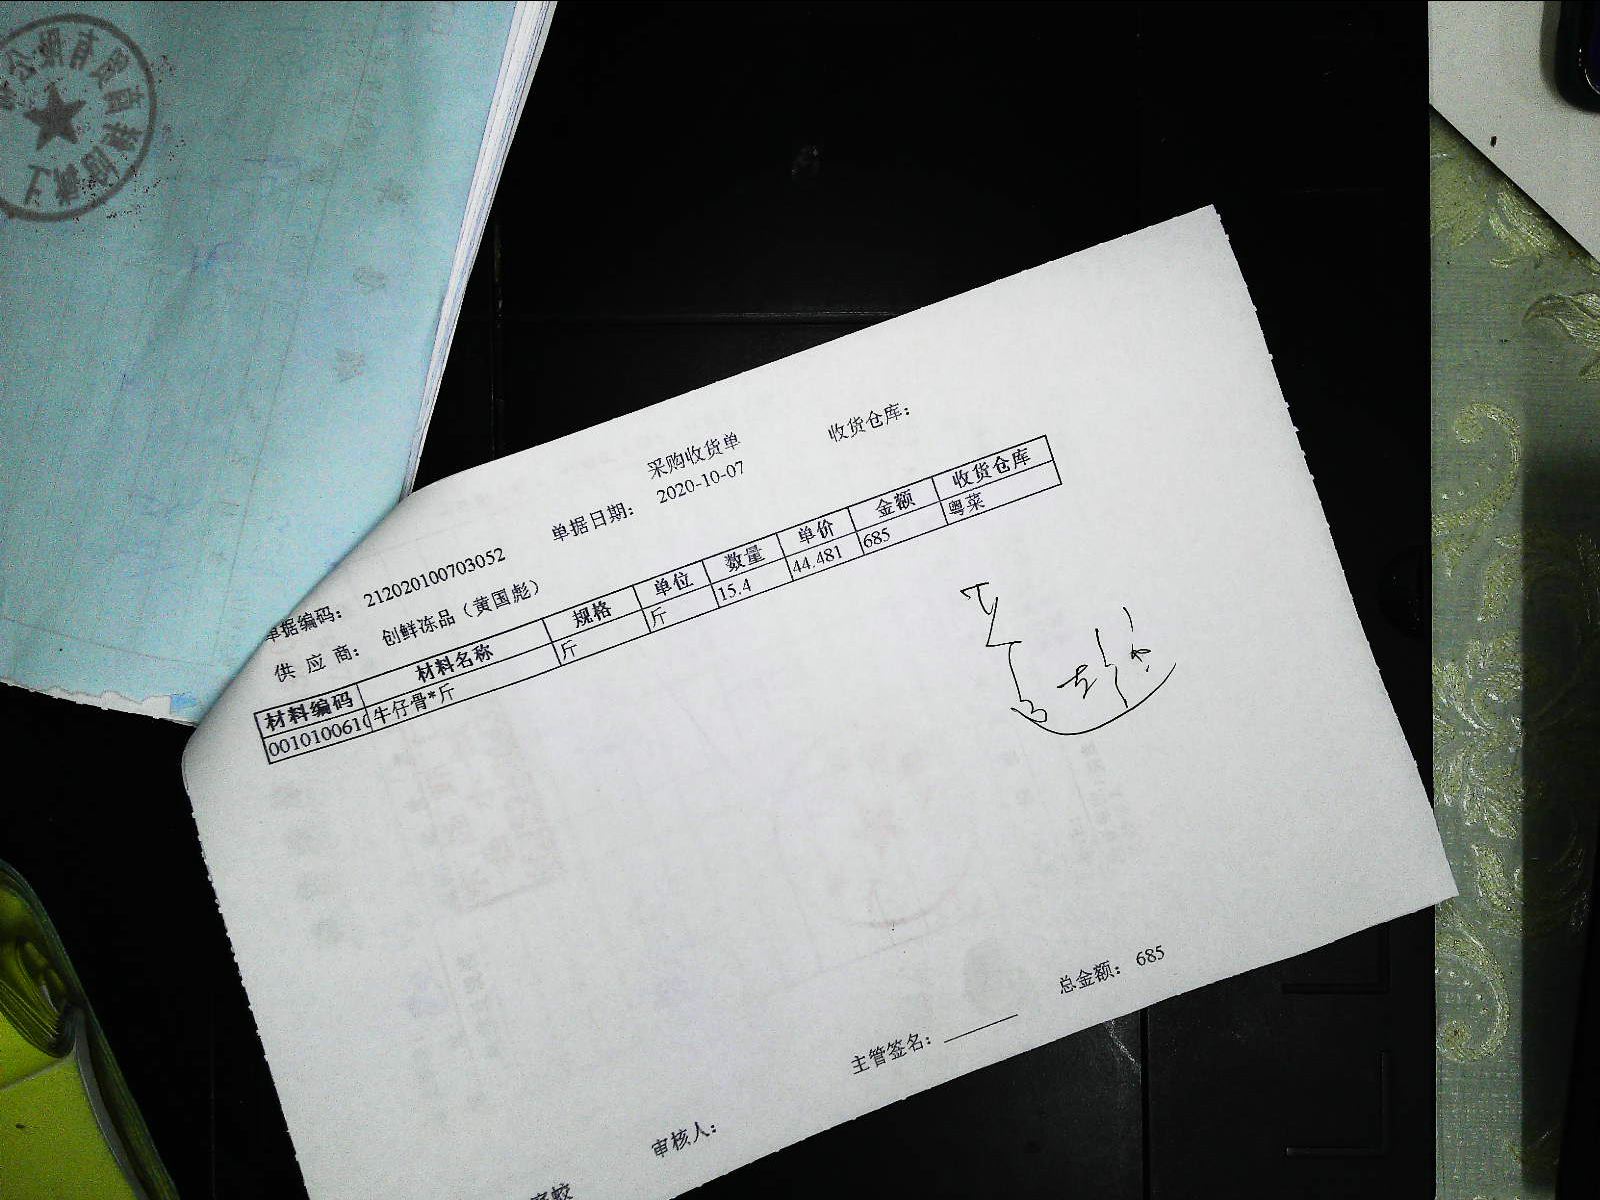 采购收货单
收货仓库：
单据编码： 212020100703052 单据日期： 2020-10-07
供 应 商： 创鲜冻品（黄国彪）
材料编码 材料名称 规格 单位 数量 单价 金额 收货仓库
0010100610 牛仔骨*斤 斤 斤 15.4 44.481 685 粤菜
总金额： 685
主管签名：
审核人：